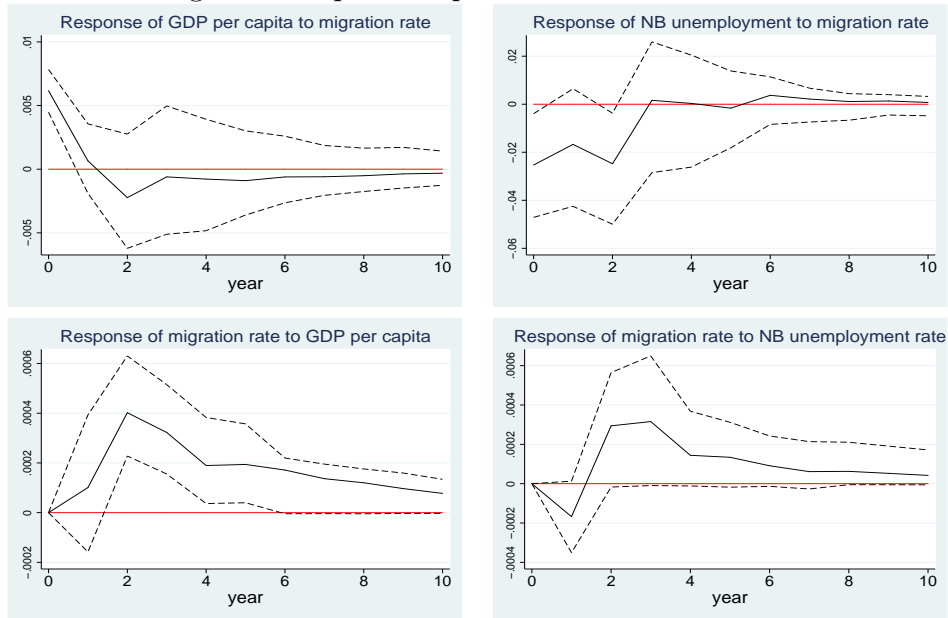 Response of GDP per capita to migration rate
.01
.005
0
-.005
0 2 4 6 8 10
year
Response of NB unemployment to migration rate
.02
0
-.02
-.04
-.06
0 2 4 6 8 10
year
Response of migration rate to GDP per capita
.0006
.0004
.0002
0
-.0002
0 2 4 6 8 10
year
Response of migration rate to NB unemployment rate
.0006
.0004
.0002
0
-.0002
-.0004
0 2 4 6 8 10
year